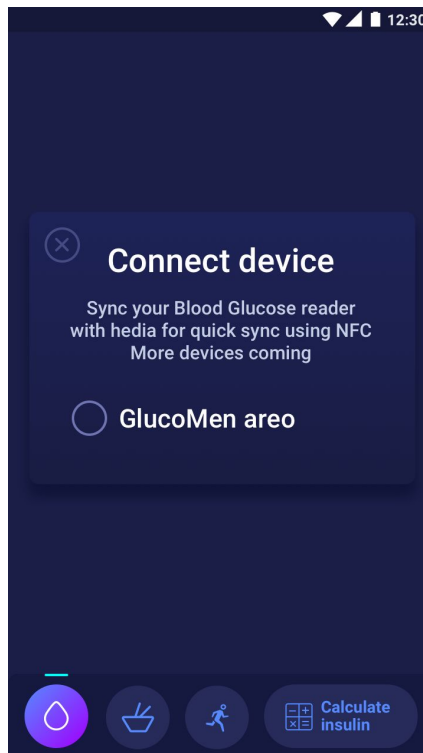 12:30
Connect device
Sync your Blood Glucose reader
with hedia for quick sync using NFC
More devices coming
GlucoMen areo
Calculate
insulin